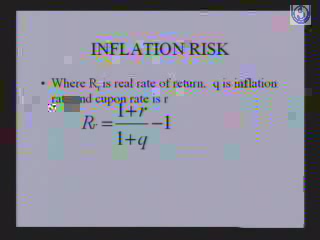 INFLATION RISK
• Where Rr is real rate of return, q is inflation
rate and cupon rate is r
Rr = (1+r)/(1+q) − 1